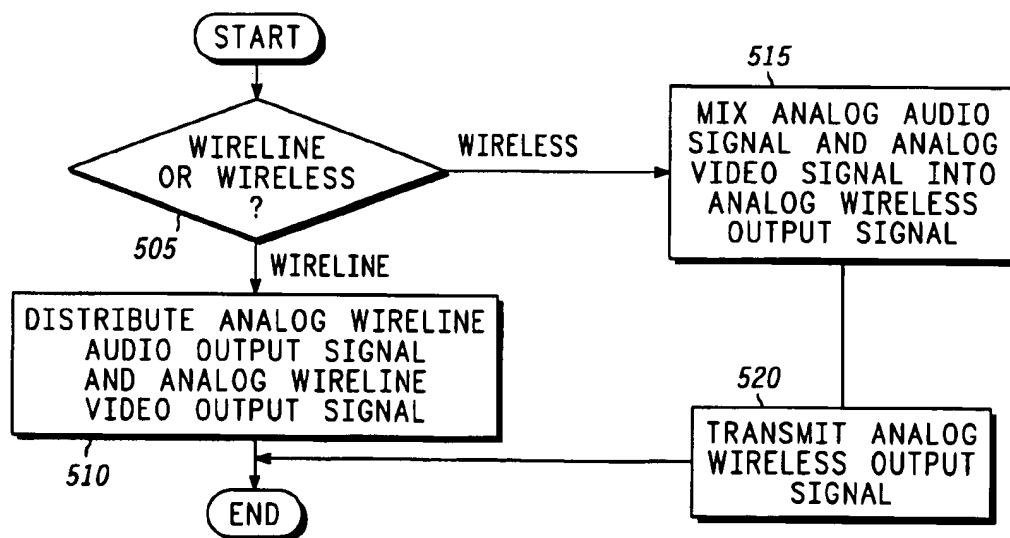 START
WIRELINE
OR WIRELESS
?
505
WIRELESS
515
MIX ANALOG AUDIO
SIGNAL AND ANALOG
VIDEO SIGNAL INTO
ANALOG WIRELESS
OUTPUT SIGNAL
WIRELINE
DISTRIBUTE ANALOG WIRELINE
AUDIO OUTPUT SIGNAL
AND ANALOG WIRELINE
VIDEO OUTPUT SIGNAL
510
520
TRANSMIT ANALOG
WIRELESS OUTPUT
SIGNAL
END